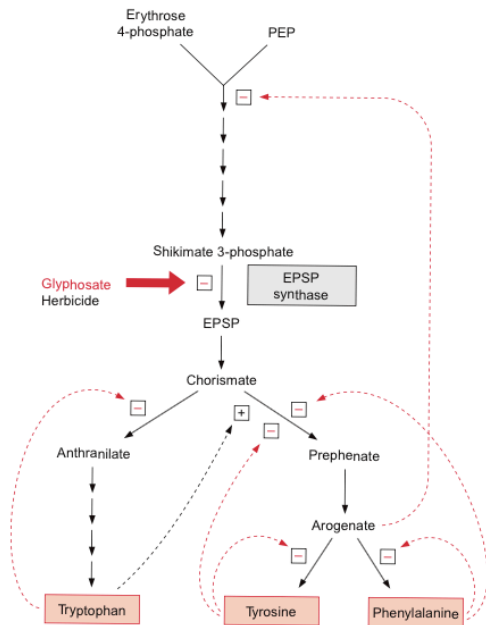 Erythrose
4-phosphate
PEP
−
Shikimate 3-phosphate
Glyphosate
Herbicide
−
EPSP
synthase
EPSP
Chorismate
−
+
−
−
Anthranilate
Prephenate
Arogenate
−
−
Tryptophan
Tyrosine
Phenylalanine